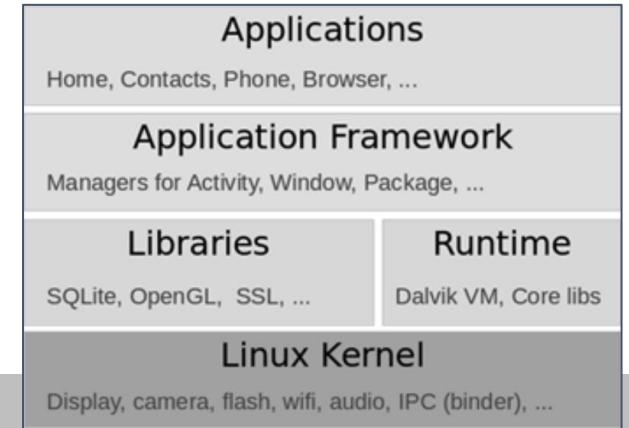 Applications
Home, Contacts, Phone, Browser, ...
Application Framework
Managers for Activity, Window, Package, ...
Libraries
SQLite, OpenGL, SSL, ...
Runtime
Dalvik VM, Core libs
Linux Kernel
Display, camera, flash, wifi, audio, IPC (binder), ...